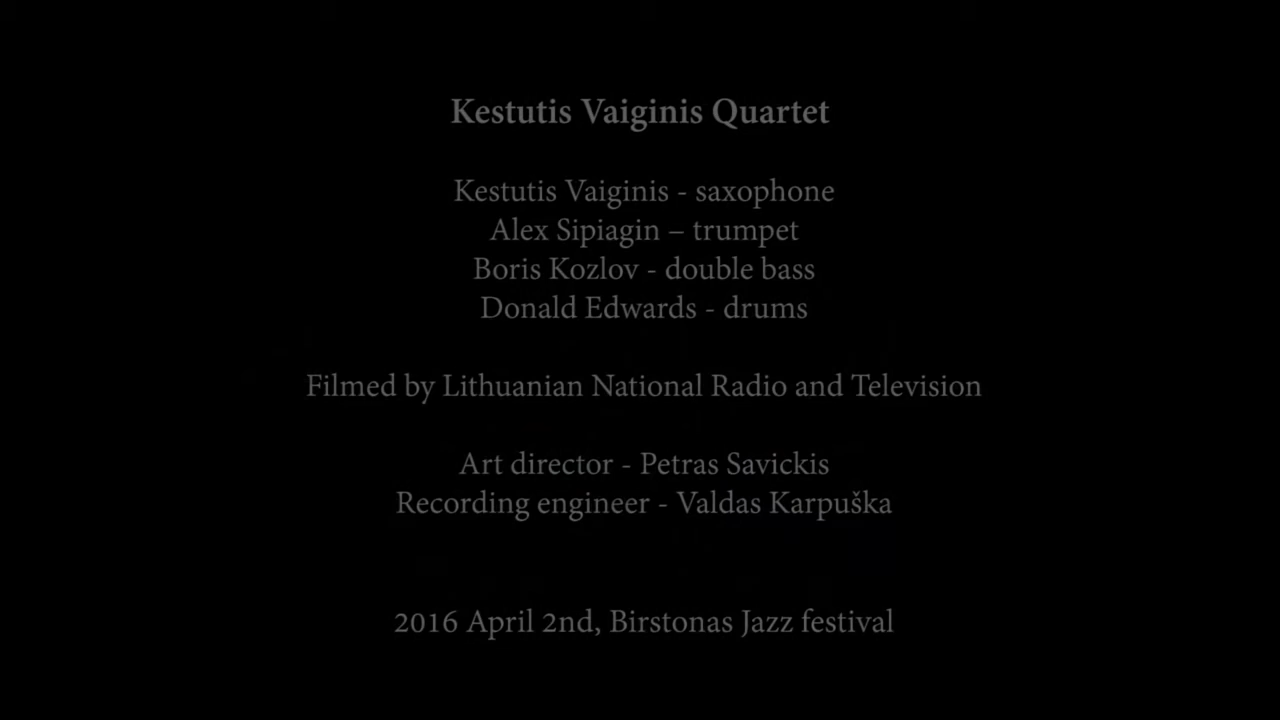 Kestutis Vaiginis Quartet
Kestutis Vaiginis - saxophone
Alex Sipiagin – trumpet
Boris Kozlov - double bass
Donald Edwards - drums
Filmed by Lithuanian National Radio and Television
Art director - Petras Savickis
Recording engineer - Valdas Karpuška
2016 April 2nd, Birstonas Jazz festival